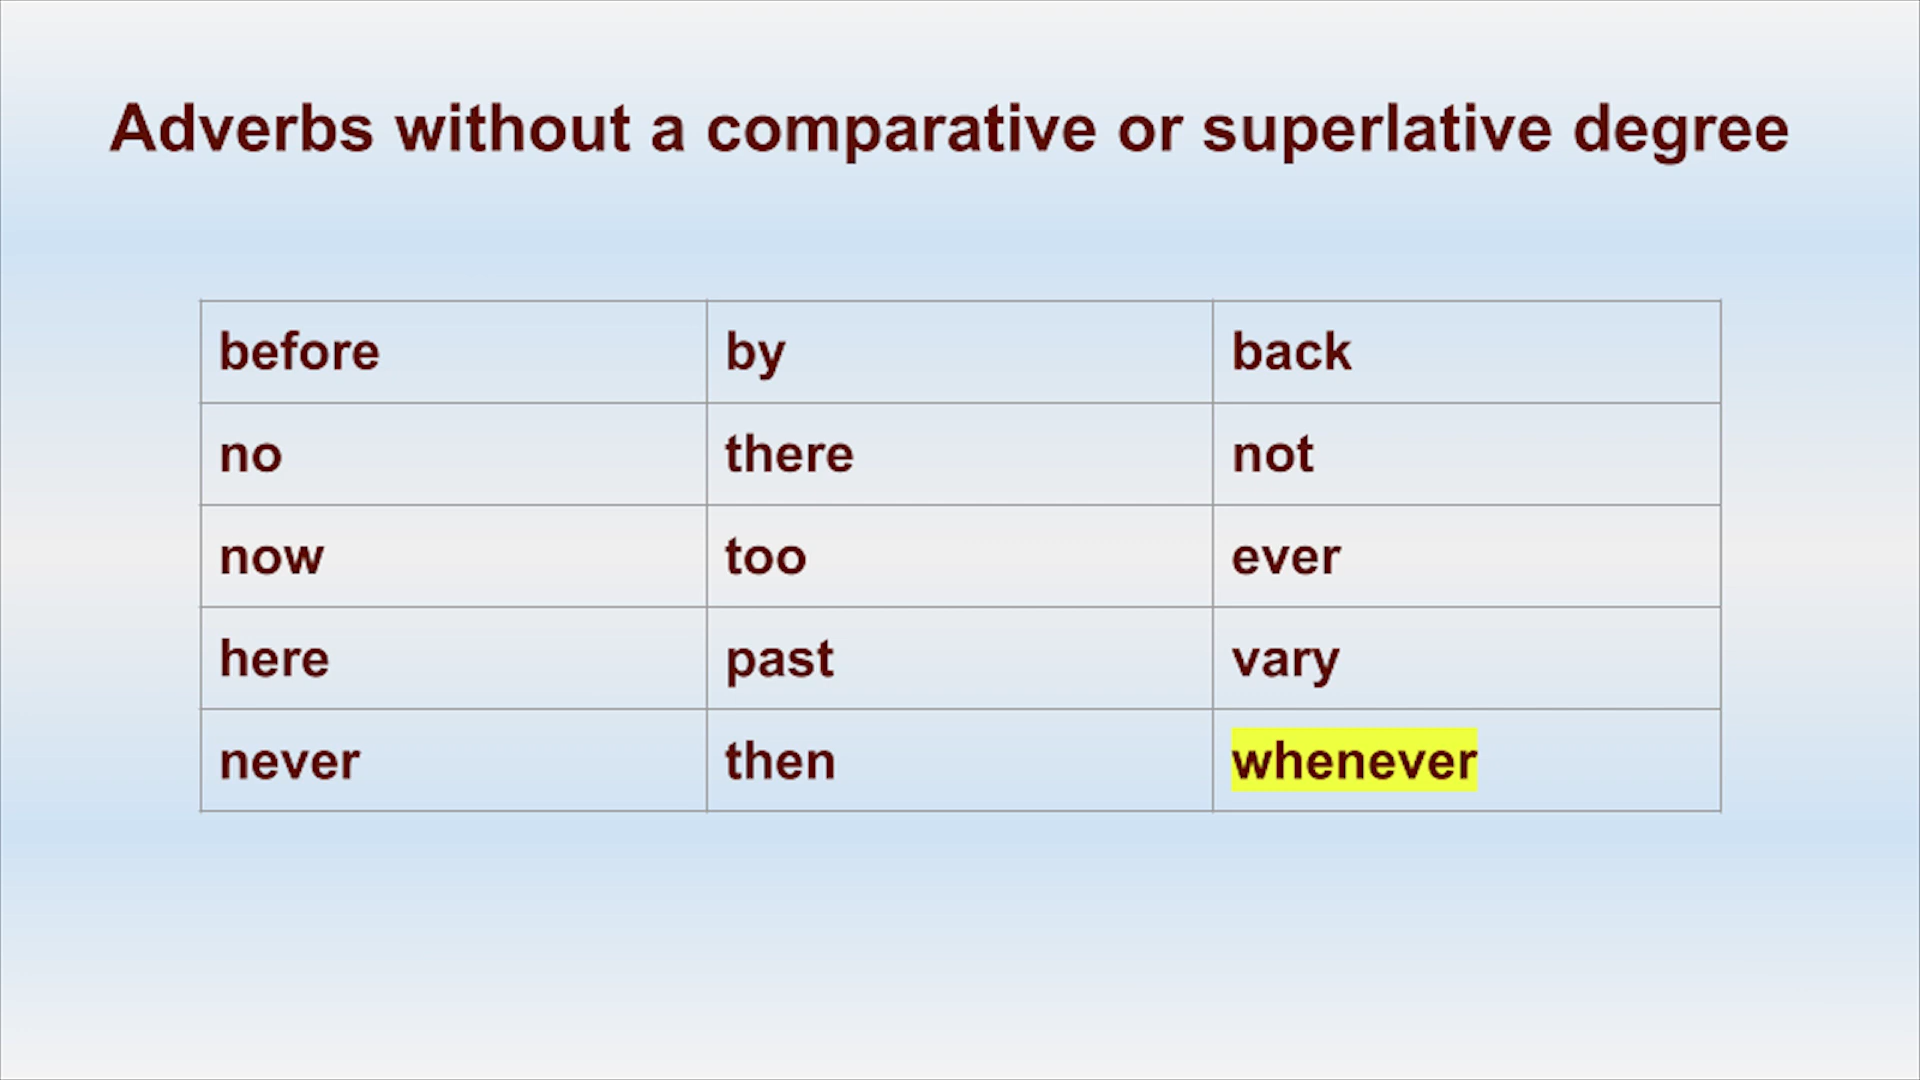 Adverbs without a comparative or superlative degree
before by back
no there not
now too ever
here past vary
never then whenever